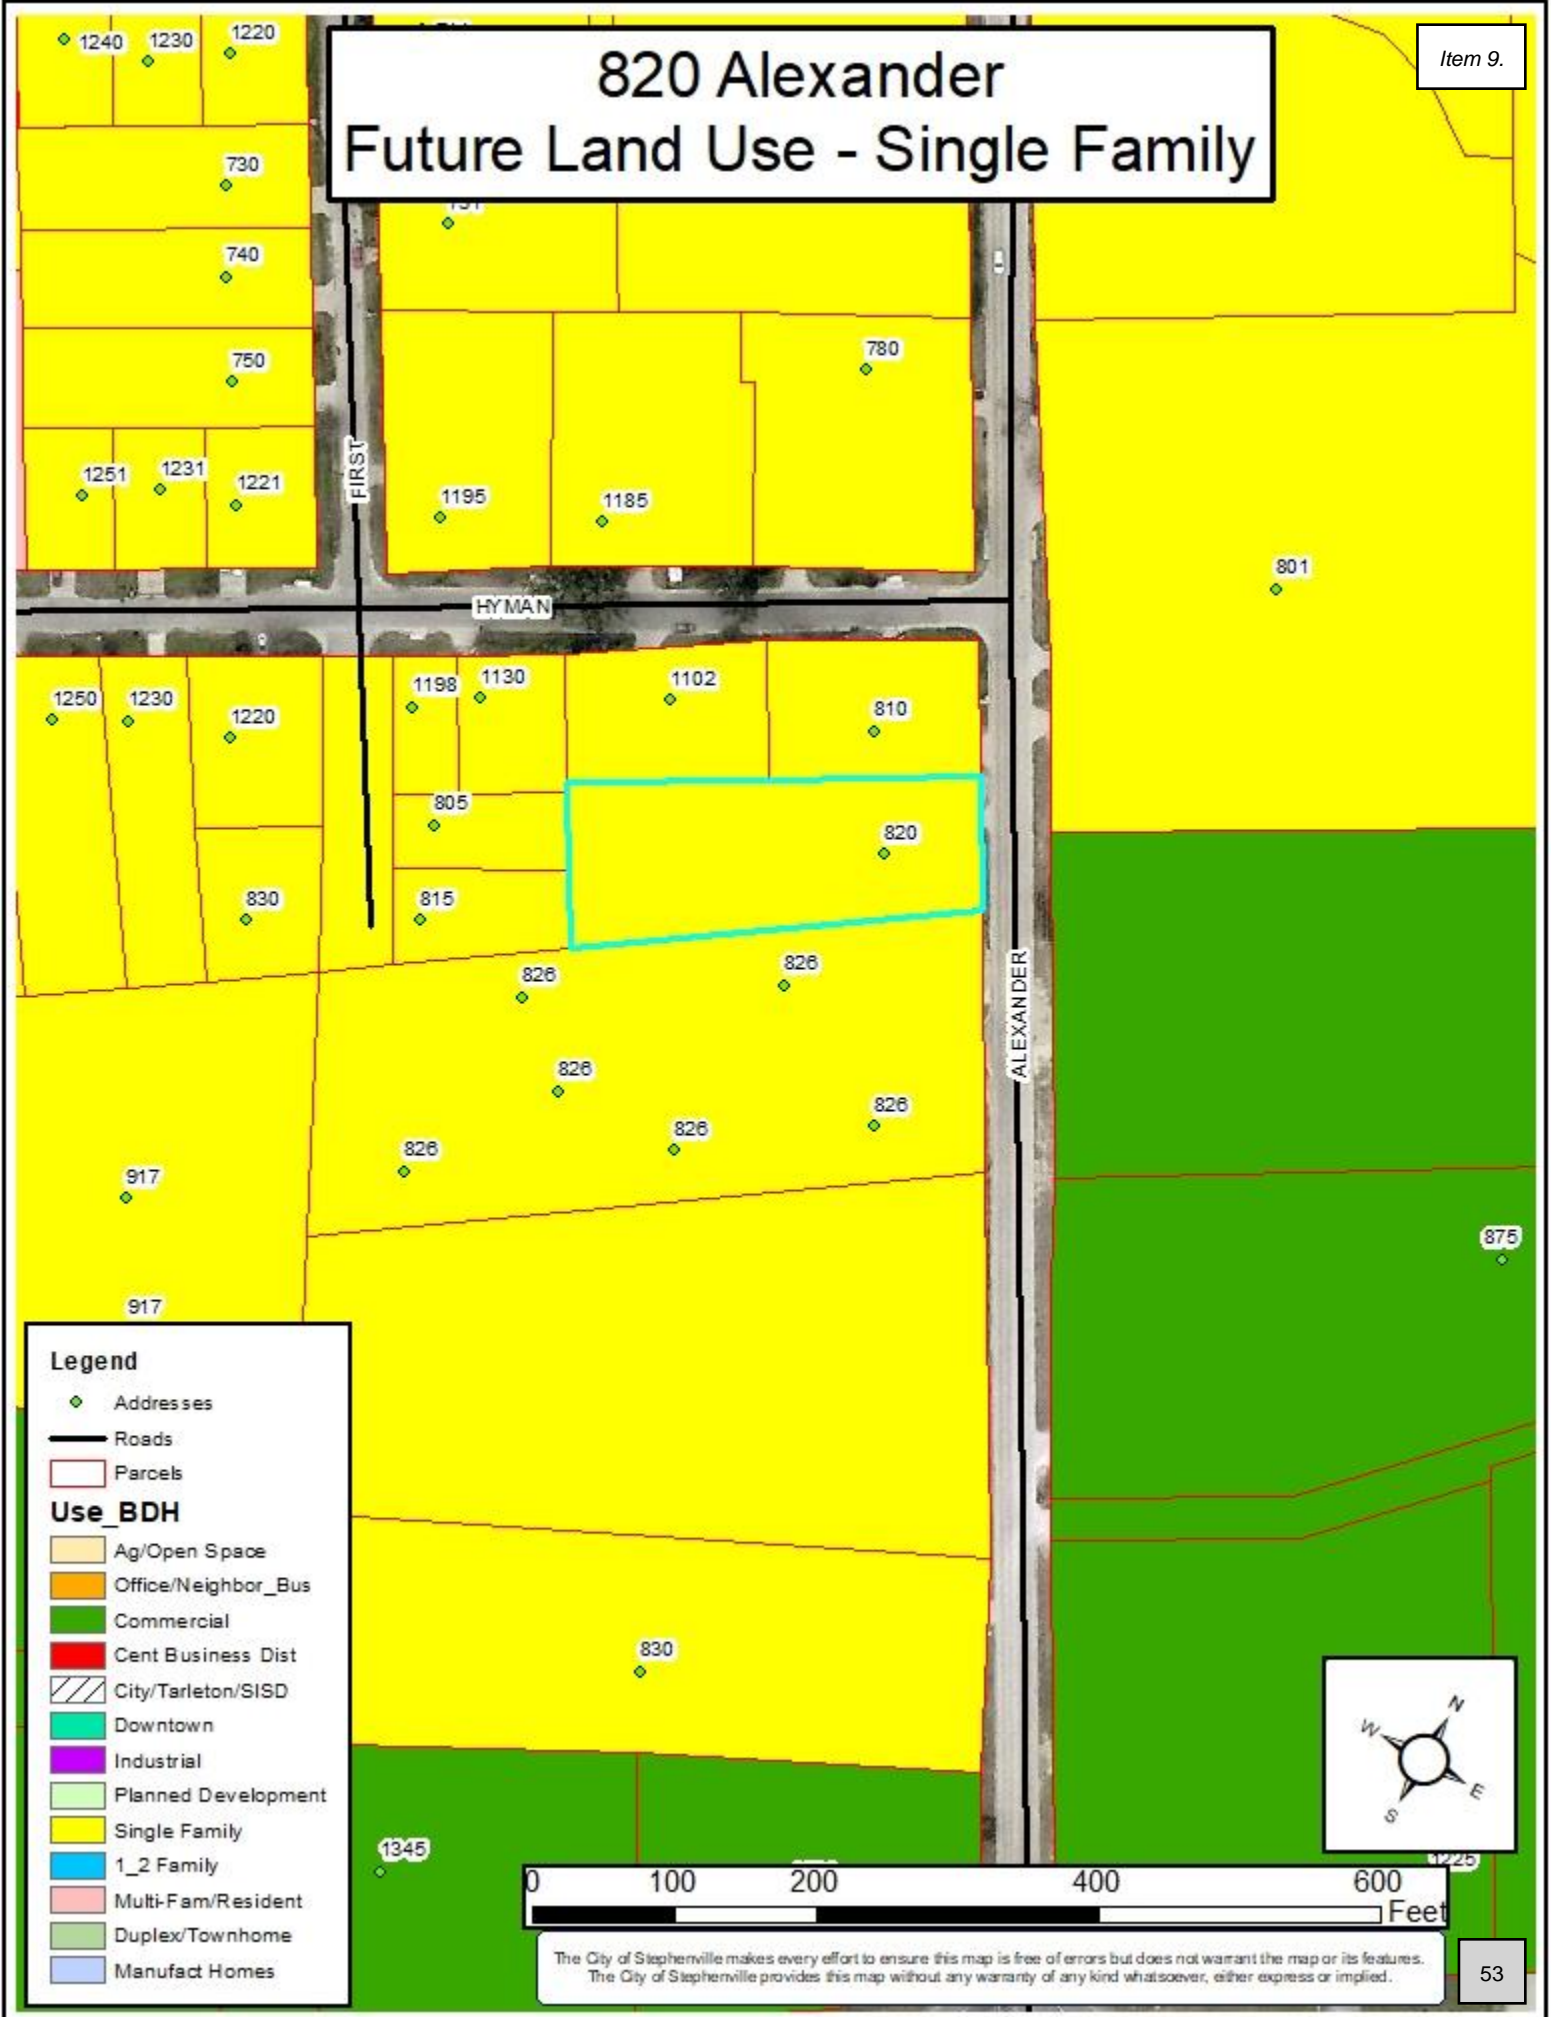 820 Alexander
Future Land Use - Single Family
Item 9.
1240
1230
1220
730
740
750
1251
1231
1221
FIRST
780
1195
1185
801
HYMAN
1250
1230
1220
1198
1130
1102
810
805
820
830
815
826
826
826
826
826
826
ALEXANDER
917
875
917
830
1345
1225
Legend
Addresses
Roads
Parcels
Use_BDH
Ag/Open Space
Office/Neighbor_Bus
Commercial
Cent Business Dist
City/Tarleton/SISD
Downtown
Industrial
Planned Development
Single Family
1_2 Family
Multi-Fam/Resident
Duplex/Townhome
Manufact Homes
N
W
E
S
0 100 200 400 600
Feet
The City of Stephenville makes every effort to ensure this map is free of errors but does not warrant the map or its features.
The City of Stephenville provides this map without any warranty of any kind whatsoever, either express or implied.
53